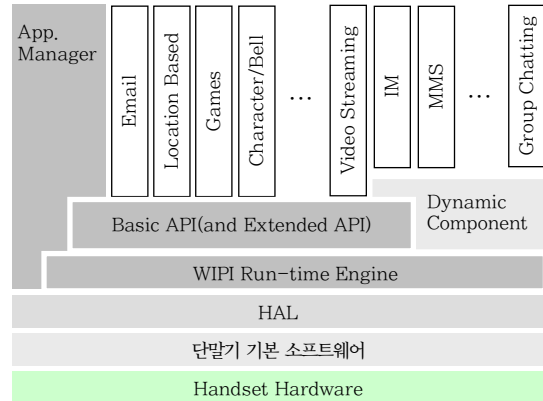 App.
Manager
Email
Location Based
Games
Character/Bell
...
Video Streaming
IM
MMS
...
Group Chatting
Dynamic
Component
Basic API(and Extended API)
WIPI Run-time Engine
HAL
단말기 기본 소프트웨어
Handset Hardware